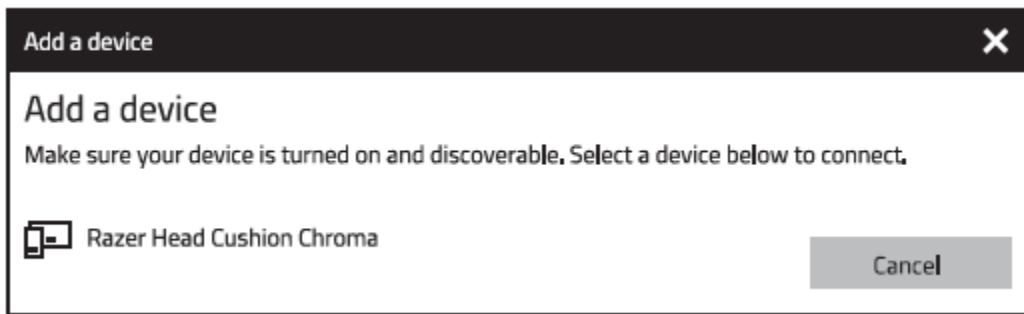 Add a device
Add a device
Make sure your device is turned on and discoverable. Select a device below to connect.
Razer Head Cushion Chroma
Cancel